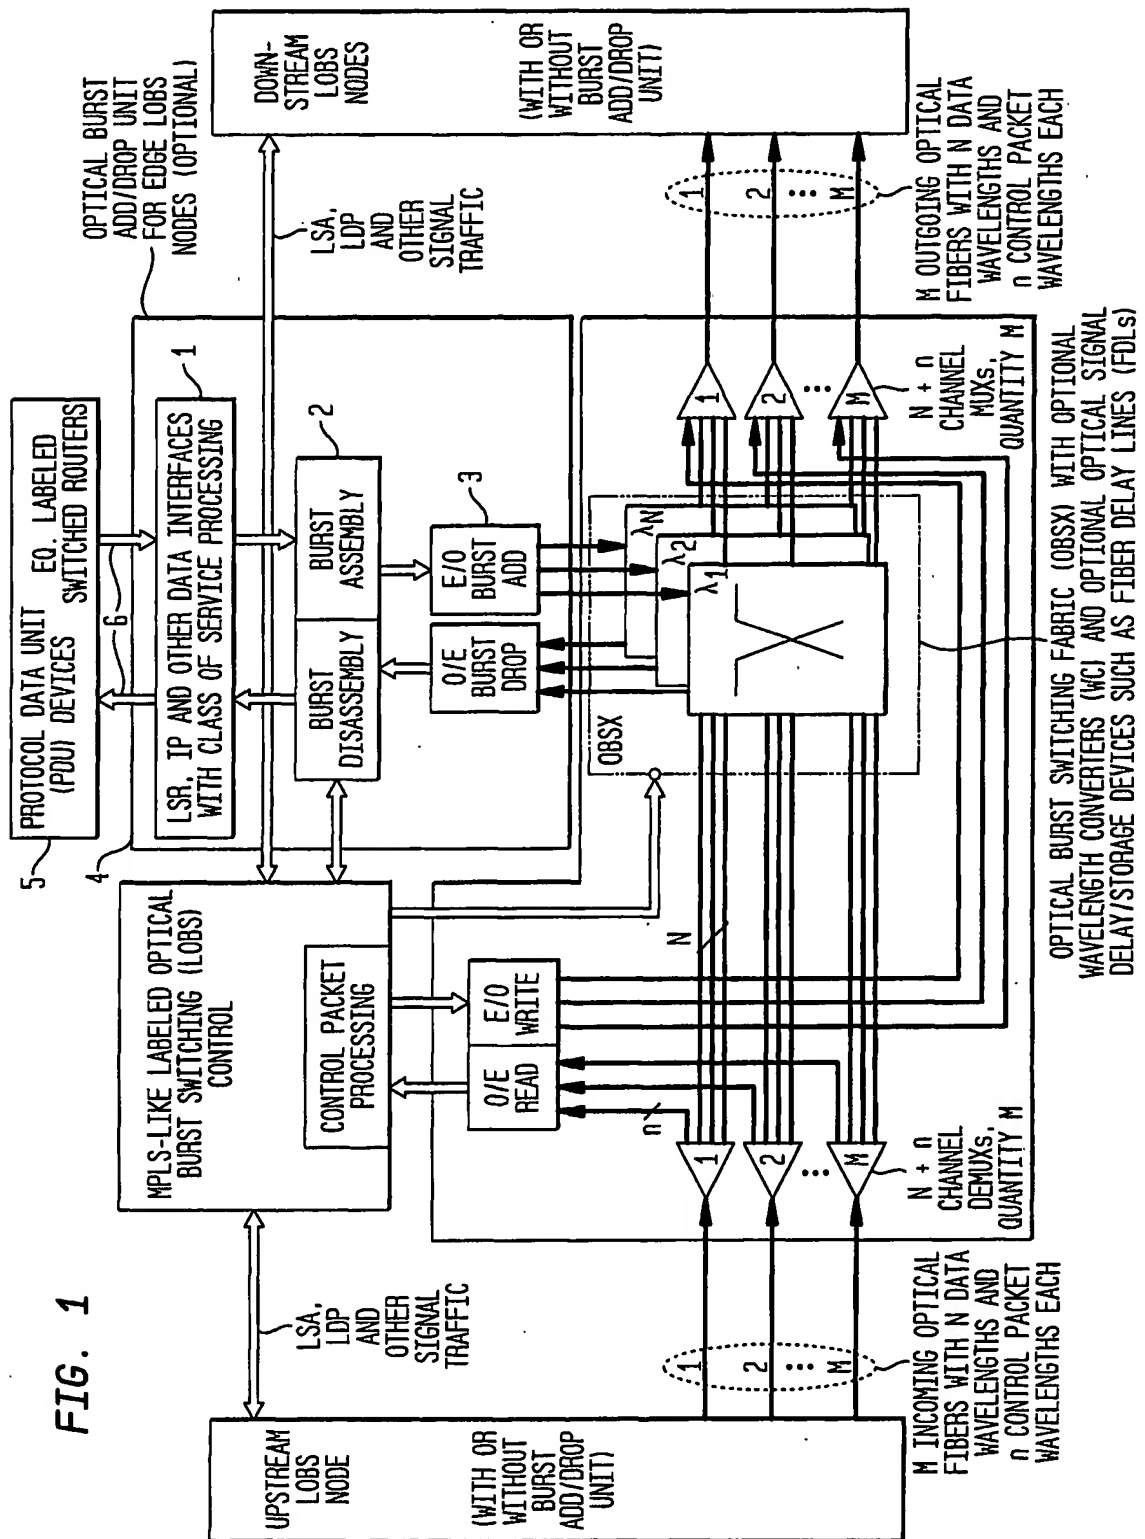 FIG. 1
PROTOCOL DATA UNIT
(PDU) DEVICES
EQ. LABELED
SWITCHED ROUTERS
5
6
4
LSR, IP AND OTHER DATA INTERFACES
WITH CLASS OF SERVICE PROCESSING
1
OPTICAL BURST
ADD/DROP UNIT
FOR EDGE LOBS
NODES (OPTIONAL)
MPLS-LIKE LABELED OPTICAL
BURST SWITCHING (LOBS)
CONTROL
CONTROL PACKET
PROCESSING
BURST
DISASSEMBLY
BURST
ASSEMBLY
2
O/E
BURST
DROP
E/O
BURST
ADD
3
UPSTREAM
LOBS
NODE
(WITH OR
WITHOUT
BURST
ADD/DROP
UNIT)
LSA,
LDP
AND
OTHER
SIGNAL
TRAFFIC
LSA,
LDP
AND
OTHER
SIGNAL
TRAFFIC
DOWN-
STREAM
LOBS
NODES
(WITH OR
WITHOUT
BURST
ADD/DROP
UNIT)
O/E
READ
E/O
WRITE
n
N
OBSX
λ1
λ2
λN
1
2
M
1
2
M
1
2
M
1
2
M
N + n
CHANNEL
DEMUXs,
QUANTITY M
N + n
CHANNEL
MUXs,
QUANTITY M
M INCOMING OPTICAL
FIBERS WITH N DATA
WAVELENGTHS AND
n CONTROL PACKET
WAVELENGTHS EACH
M OUTGOING OPTICAL
FIBERS WITH N DATA
WAVELENGTHS AND
n CONTROL PACKET
WAVELENGTHS EACH
OPTICAL BURST SWITCHING FABRIC (OBSX) WITH OPTIONAL
WAVELENGTH CONVERTERS (WC) AND OPTIONAL OPTICAL SIGNAL
DELAY/STORAGE DEVICES SUCH AS FIBER DELAY LINES (FDLs)